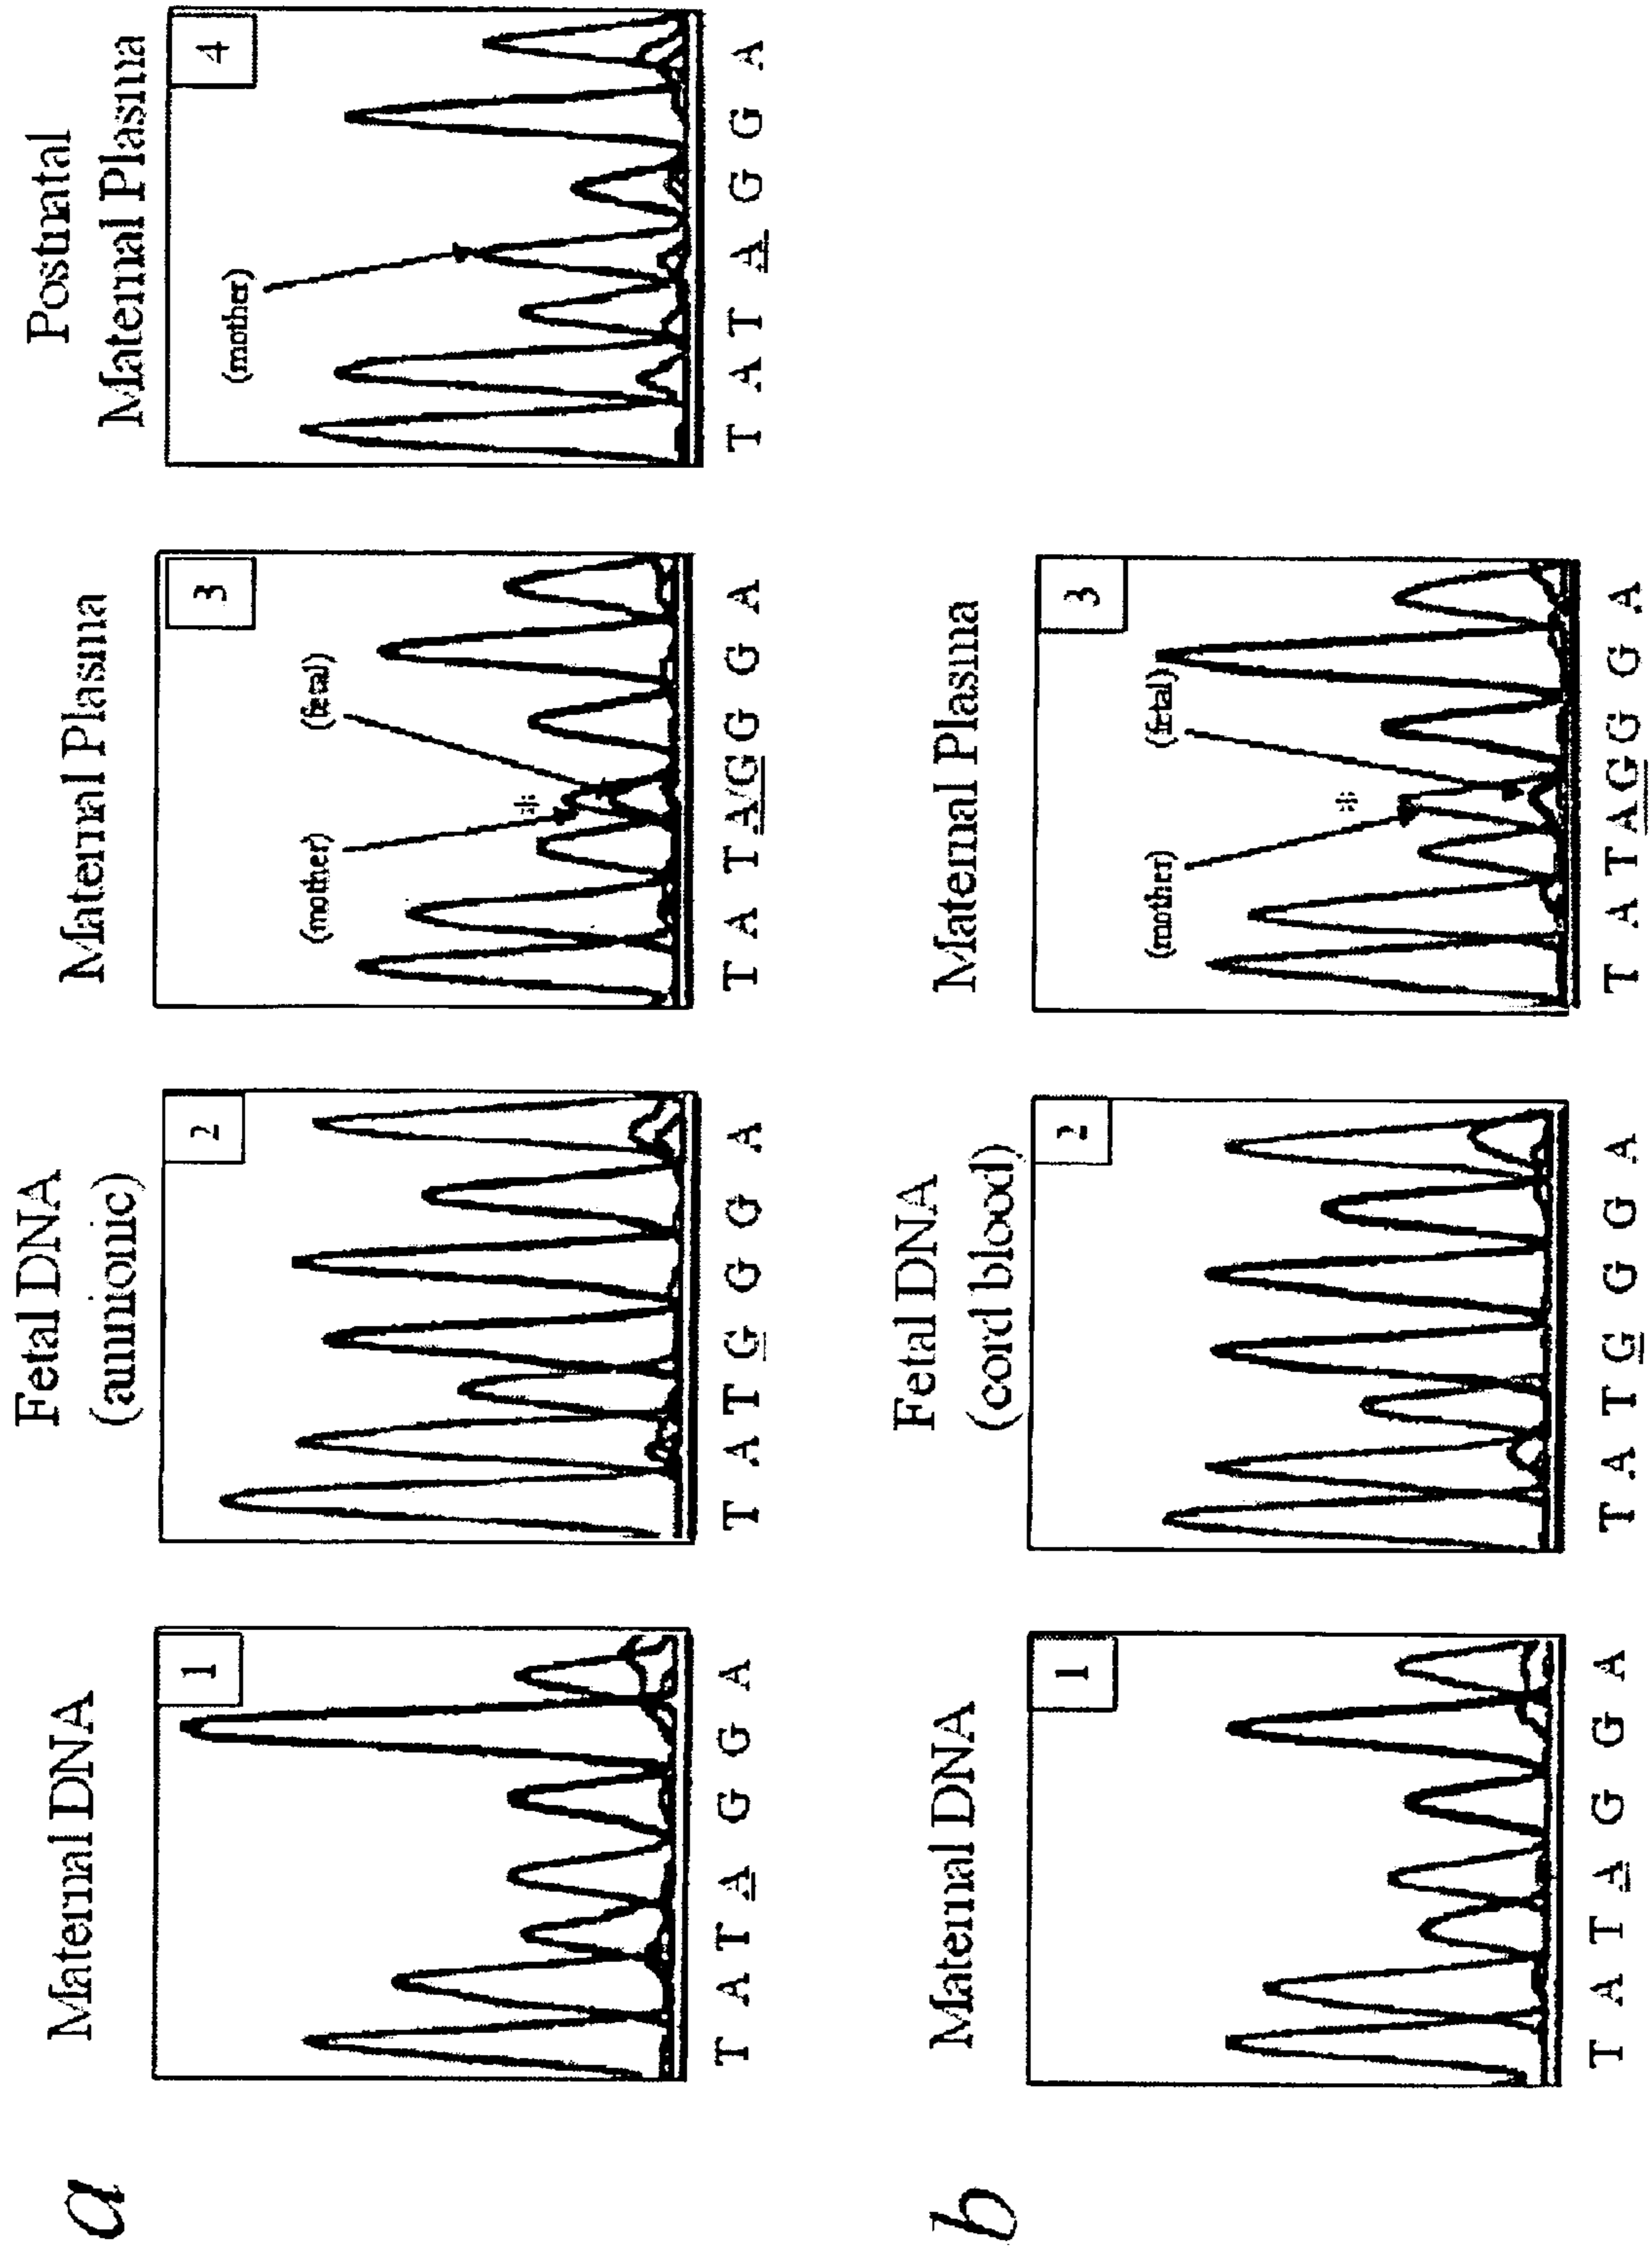 a
Maternal DNA
1
T A T A G G A
Fetal DNA
(amnionic)
2
T A T G G G A
Maternal Plasma
3
(mother)
*
(fetal)
T A T A/G G G A
Postnatal
Maternal Plasma
4
(mother)
T A T A G G A
b
Maternal DNA
1
T A T A G G A
Fetal DNA
(cord blood)
2
T A T G G G A
Maternal Plasma
3
(mother)
*
(fetal)
T A T A G G G A